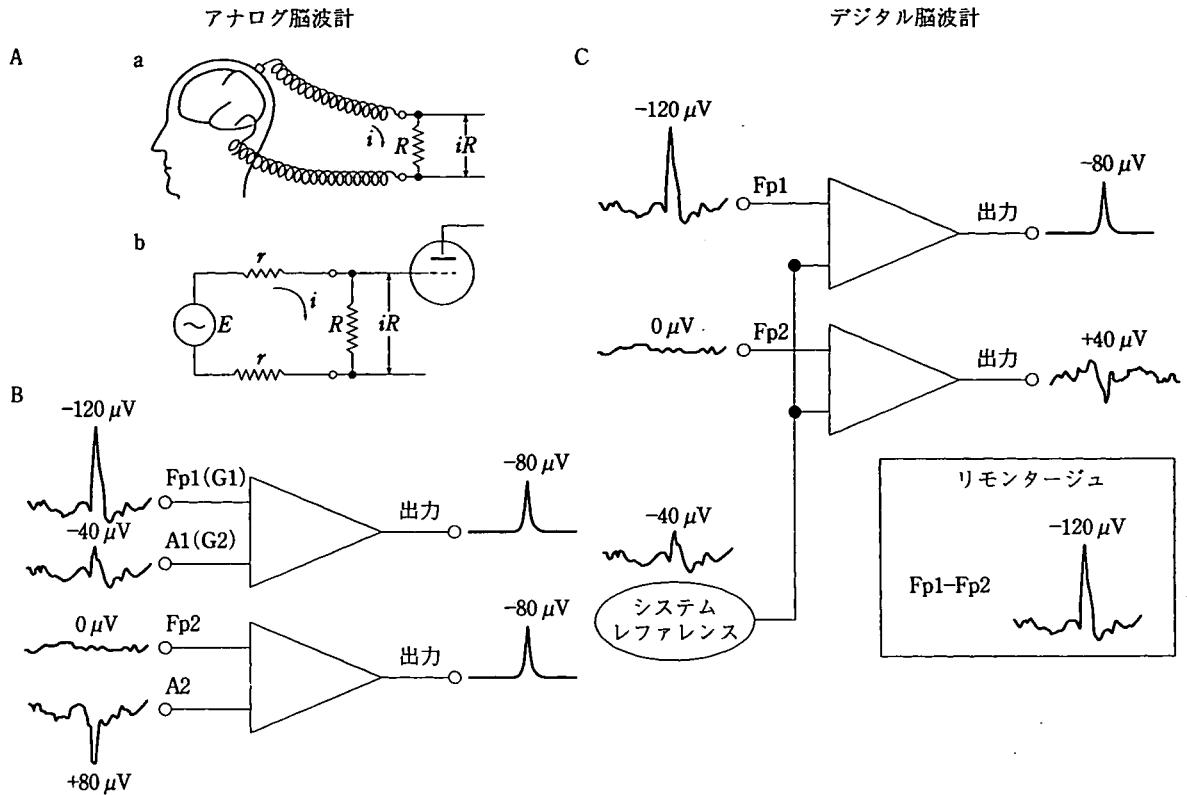 アナログ脳波計
デジタル脳波計
A
a
i
R
iR
b
r
i
E
R
iR
r
B
-120 μV
Fp1(G1)
-40 μV
A1(G2)
出力
-80 μV
0 μV
Fp2
A2
+80 μV
出力
-80 μV
C
-120 μV
Fp1
出力
-80 μV
0 μV
Fp2
出力
+40 μV
-40 μV
システム
レファレンス
リモンタージュ
-120 μV
Fp1-Fp2